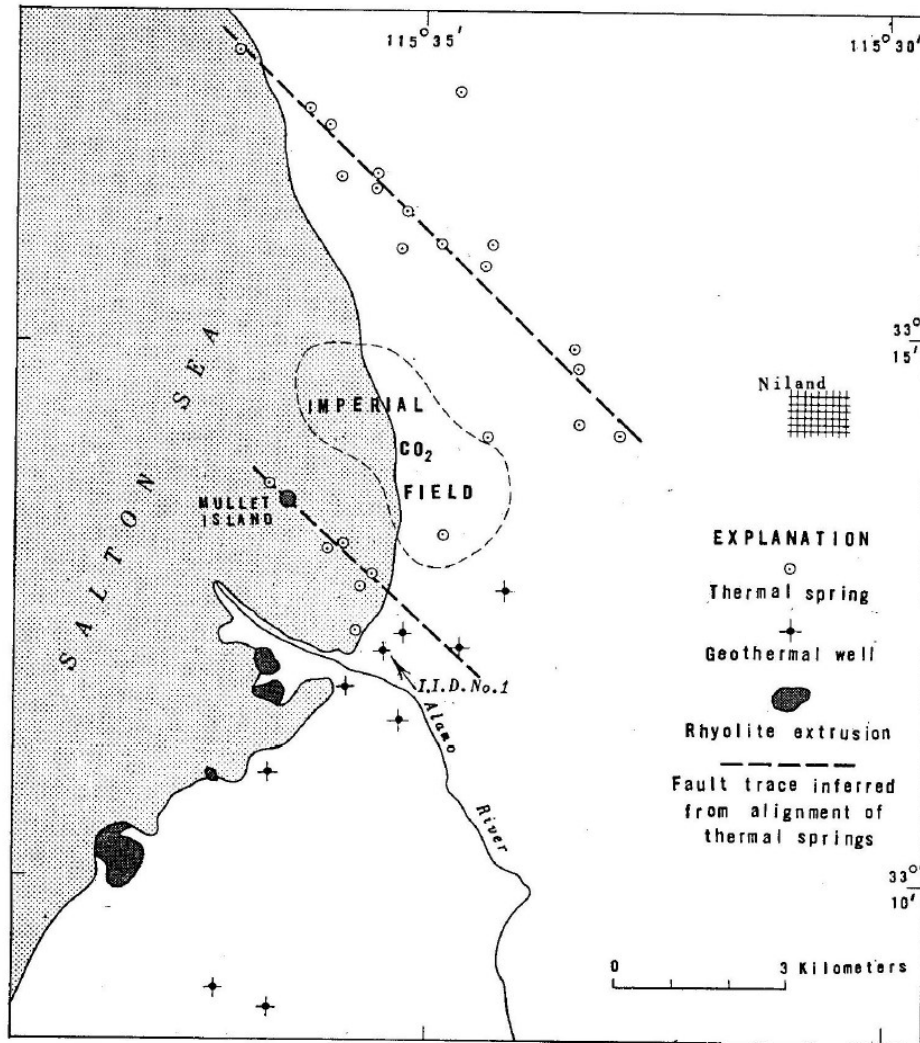 115° 35'
115° 30'
33°
15'
Niland
SALTON SEA
IMPERIAL
CO₂
FIELD
MULLET
ISLAND
I.I.D. No. 1
Alamo
River
EXPLANATION
Thermal spring
Geothermal well
Rhyolite extrusion
Fault trace inferred
from alignment of
thermal springs
33°
10'
0 3 Kilometers